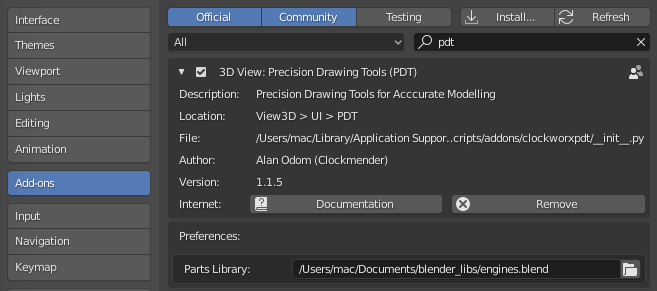 Interface
Themes
Viewport
Lights
Editing
Animation
Add-ons
Input
Navigation
Keymap
Official Community Testing Install... Refresh
All pdt
3D View: Precision Drawing Tools (PDT)
Description: Precision Drawing Tools for Acccurate Modelling
Location: View3D > UI > PDT
File: /Users/mac/Library/Application Suppor..cripts/addons/clockworxpdt/__init__.py
Author: Alan Odom (Clockmender)
Version: 1.1.5
Internet: Documentation Remove
Preferences:
Parts Library: /Users/mac/Documents/blender_libs/engines.blend